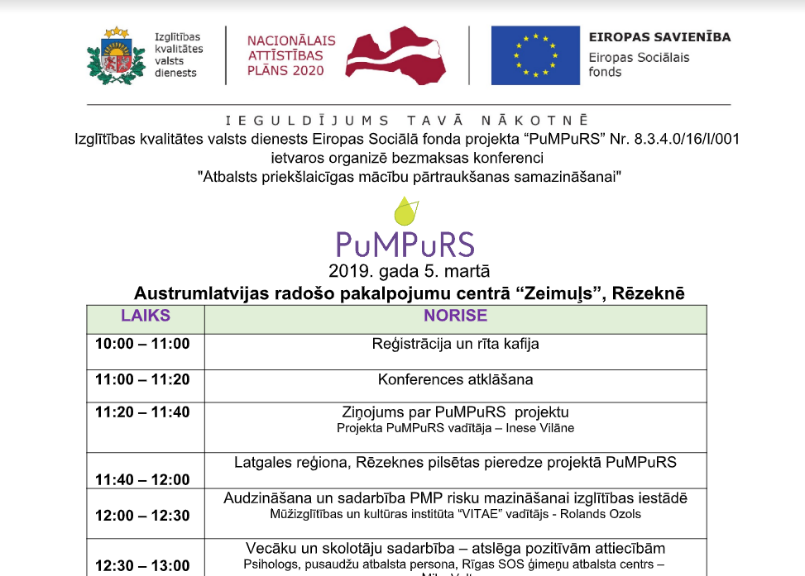 Izglītības
kvalitātes
valsts
dienests
NACIONĀLAIS
ATTĪSTĪBAS
PLĀNS 2020
EIROPAS SAVIENĪBA
Eiropas Sociālais
fonds
IEGULDĪJUMS TAVĀ NĀKOTNĒ
Izglītības kvalitātes valsts dienests Eiropas Sociālā fonda projekta “PuMPuRS” Nr. 8.3.4.0/16/I/001
ietvaros organizē bezmaksas konferenci
"Atbalsts priekšlaicīgas mācību pārtraukšanas samazināšanai"
PuMPuRS
2019. gada 5. martā
Austrumlatvijas radošo pakalpojumu centrā “Zeimuļs”, Rēzeknē
LAIKS NORISE
10:00 – 11:00 Reģistrācija un rīta kafija
11:00 – 11:20 Konferences atklāšana
11:20 – 11:40 Ziņojums par PuMPuRS projektu
Projekta PuMPuRS vadītāja – Inese Vilāne
Latgales reģiona, Rēzeknes pilsētas pieredze projektā PuMPuRS
11:40 – 12:00
Audzināšana un sadarbība PMP risku mazināšanai izglītības iestādē
12:00 – 12:30 Mūžizglītības un kultūras institūta “VITAE” vadītājs - Rolands Ozols
Vecāku un skolotāju sadarbība – atslēga pozitīvām attiecībām
12:30 – 13:00 Psihologs, pusaudžu atbalsta persona, Rīgas SOS ģimeņu atbalsta centrs –